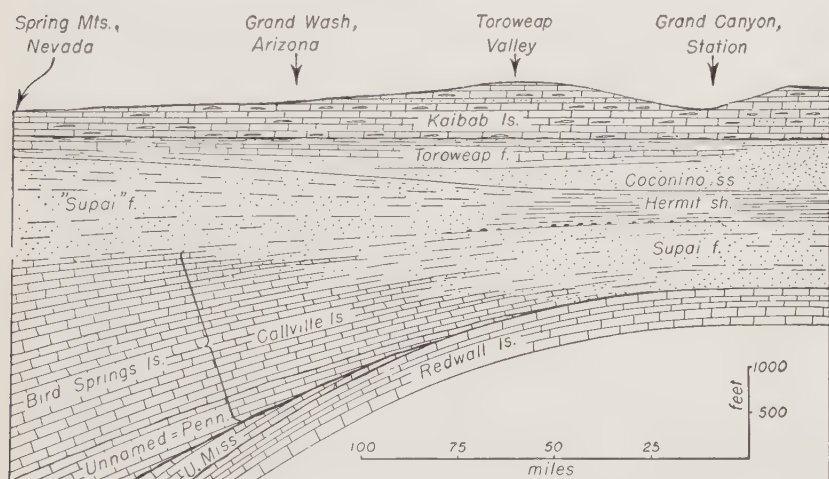 Spring Mts.,
Nevada
Grand Wash,
Arizona
Toroweap
Valley
Grand Canyon,
Station
Kaibab ls.
Toroweap f.
Coconino ss
"Supai" f.
Hermit sh.
Supai f.
Callville ls
Bird Springs ls.
Redwall ls.
Unnamed = Penn.
U. Miss
1000
500
feet
100 75 50 25
miles